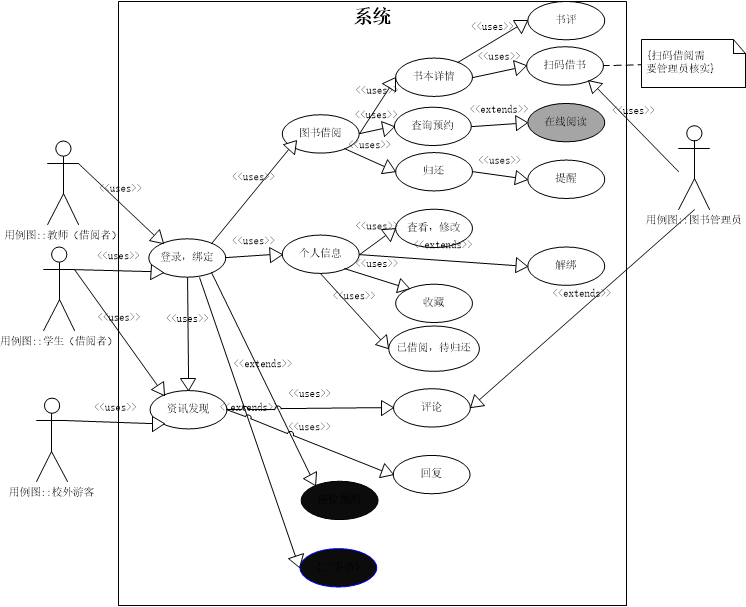 系统
书评
<<uses>>
书本详情
<<uses>>
扫码借书
{扫码借阅需
要管理员核实}
<<uses>>
图书借阅
<<uses>>
查询预约
<<extends>>
在线阅读
<<uses>>
<<uses>>
归还
<<uses>>
提醒
用例图::图书管理员
<<uses>>
用例图::教师（借阅者）
<<uses>>
<<uses>>
登录，绑定
<<uses>>
个人信息
<<uses>>
查看，修改
<<extends>>
解绑
<<uses>>
<<uses>>
收藏
<<uses>>
已借阅，待归还
<<extends>>
用例图::学生（借阅者）
<<uses>>
<<uses>>
<<extends>>
<<uses>>
资讯发现
<<extends>>
<<uses>>
评论
<<uses>>
回复
用例图::校外游客